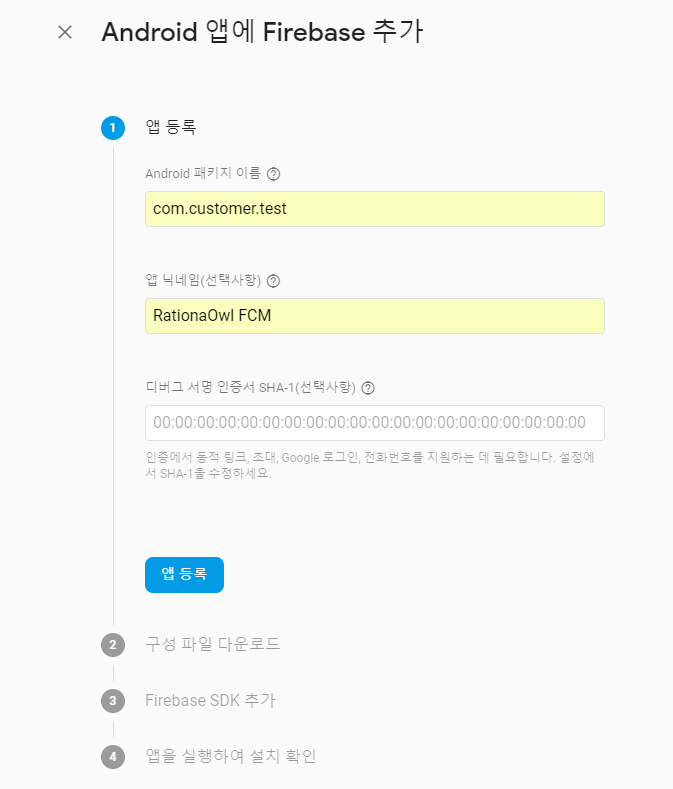 Android 앱에 Firebase 추가
1 앱 등록
Android 패키지 이름
com.customer.test
앱 닉네임(선택사항)
RationaOwl FCM
디버그 서명 인증서 SHA-1(선택사항)
00:00:00:00:00:00:00:00:00:00:00:00:00:00:00:00:00:00:00:00
인증에서 동적 링크, 초대, Google 로그인, 전화번호를 지원하는 데 필요합니다. 설정에
서 SHA-1을 수정하세요.
앱 등록
2 구성 파일 다운로드
3 Firebase SDK 추가
4 앱을 실행하여 설치 확인